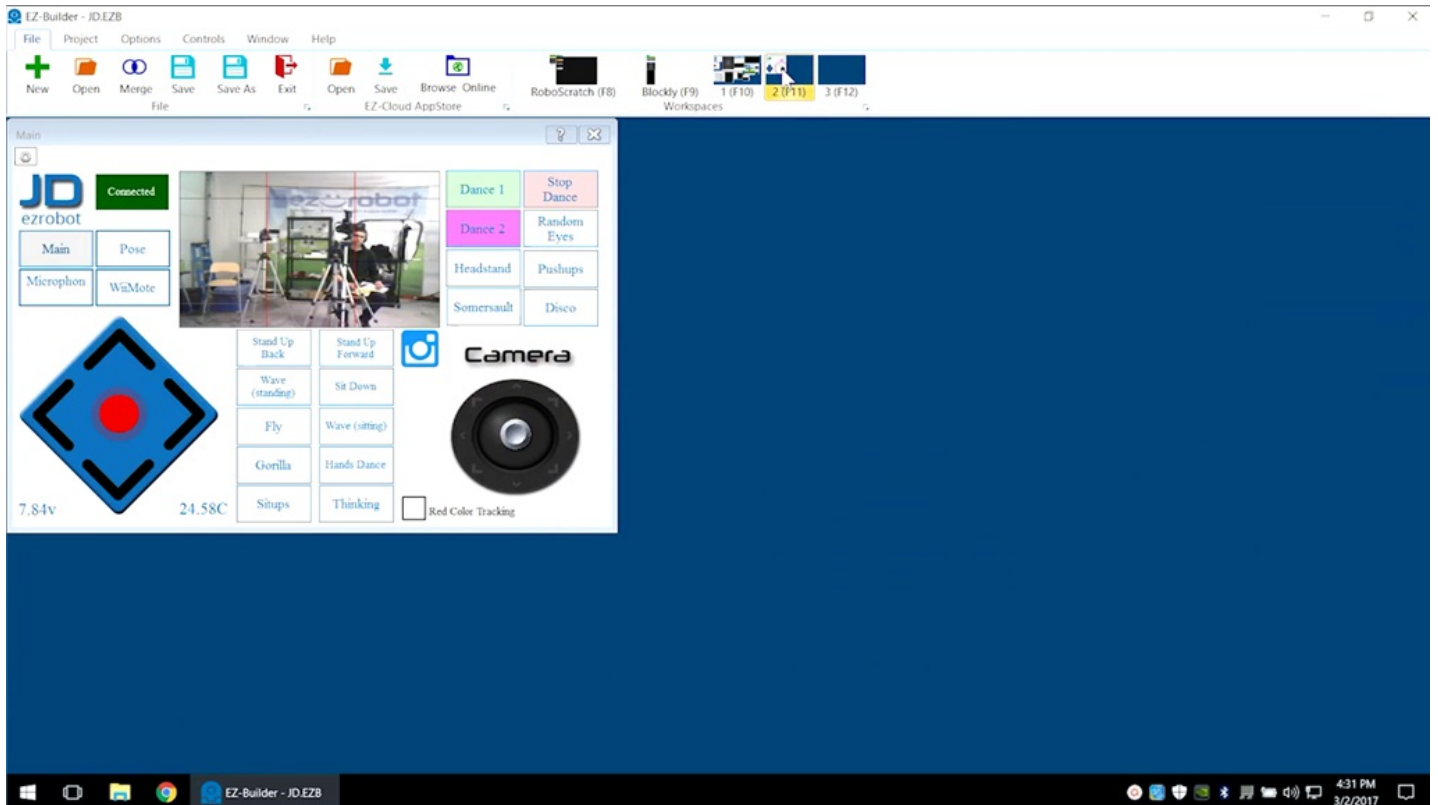 EZ-Builder - JD.EZB
File Project Options Controls Window Help
New Open Merge Save Save As Exit Open Save Browse Online RoboScratch (F8) Blockly (F9) 1 (F10) 2 (F11) 3 (F12)
File EZ-Cloud AppStore Workspaces
Main
?
JD
ezrobot
Connected
Main Pose
Microphon WiiMote
ezrobot
Dance 1
Stop
Dance
Dance 2
Random
Eyes
Headstand Pushups
Somersault Disco
Stand Up
Back
Stand Up
Forward
Camera
Wave
(standing)
Sit Down
Fly Wave (sitting)
Gorilla Hands Dance
Situps Thinking
7.84v 24.58C
Red Color Tracking
EZ-Builder - JD.EZB
4:31 PM
3/2/2017